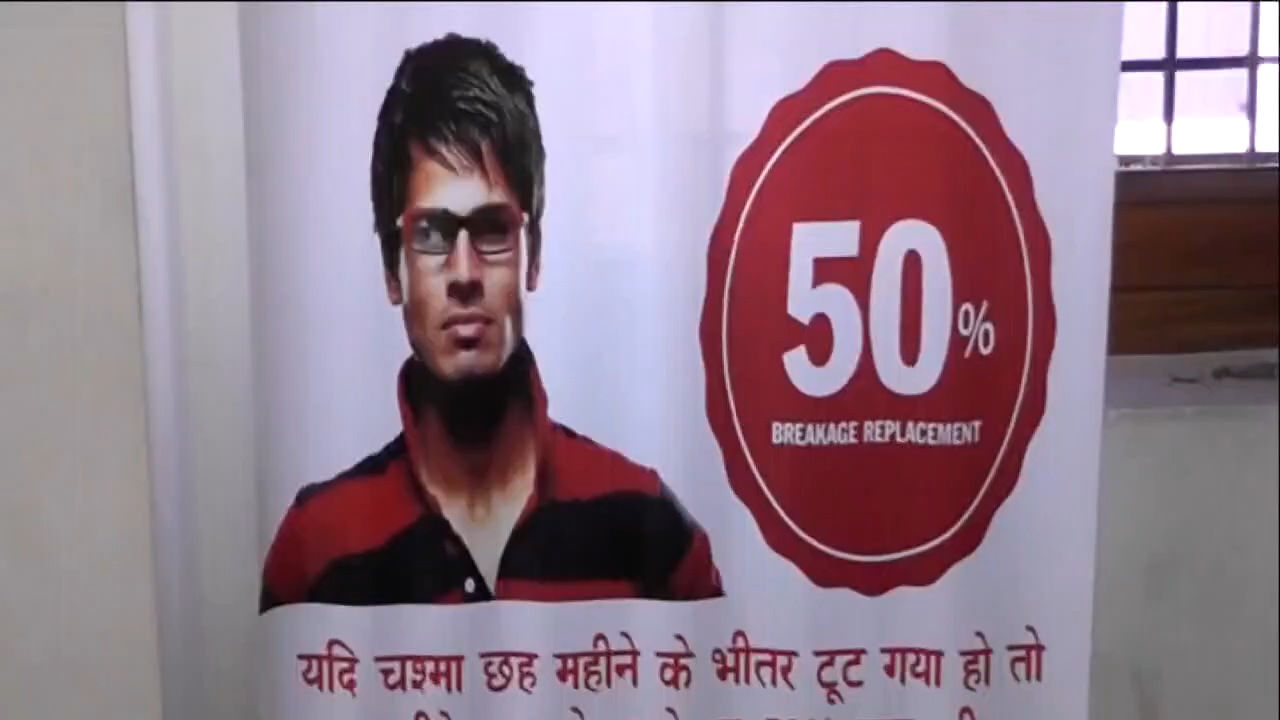 50%
BREAKAGE REPLACEMENT
यदि चश्मा छह महीने के भीतर टूट गया हो तो